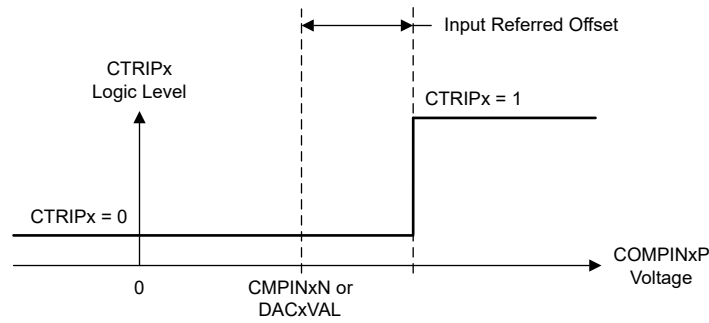 Input Referred Offset
CTRIPx
Logic Level
CTRIPx = 1
CTRIPx = 0
COMPINxP
Voltage
0
CMPINxN or
DACxVAL